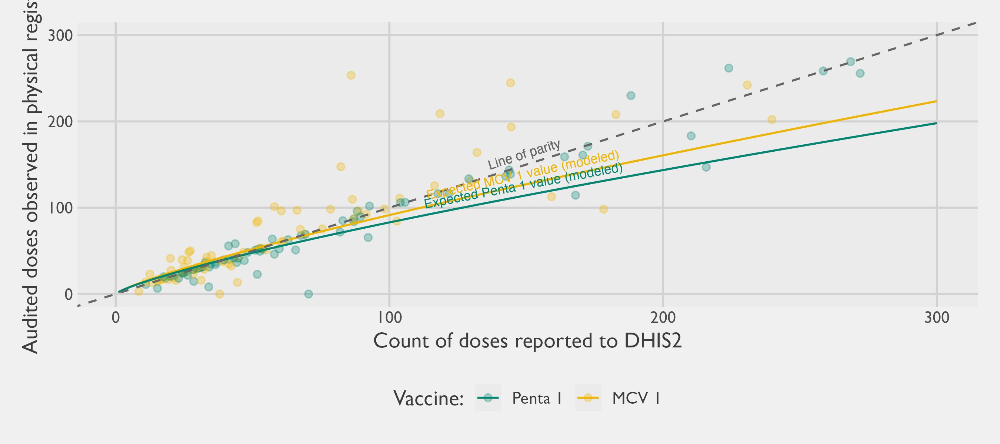 Audited doses observed in physical
300
200
100
0
Line of parity
Expected MCV 1 value (modeled)
Expected Penta 1 value (modeled)
0
100
200
300
Count of doses reported to DHIS2
Vaccine:
Penta 1
MCV 1